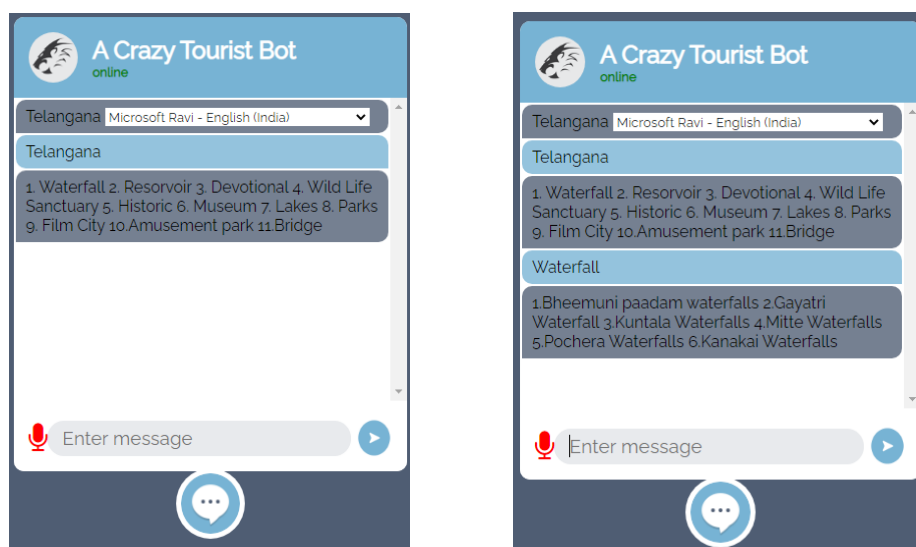 A Crazy Tourist Bot
online
Telangana Microsoft Ravi - English (India)
Telangana
1. Waterfall 2. Resorvoir 3. Devotional 4. Wild Life
Sanctuary 5. Historic 6. Museum 7. Lakes 8. Parks
9. Film City 10.Amusement park 11.Bridge
Enter message
A Crazy Tourist Bot
online
Telangana Microsoft Ravi - English (India)
Telangana
1. Waterfall 2. Resorvoir 3. Devotional 4. Wild Life
Sanctuary 5. Historic 6. Museum 7. Lakes 8. Parks
9. Film City 10.Amusement park 11.Bridge
Waterfall
1.Bheemuni paadam waterfalls 2.Gayatri
Waterfall 3.Kuntala Waterfalls 4.Mitte Waterfalls
5.Pochera Waterfalls 6.Kanakai Waterfalls
Enter message